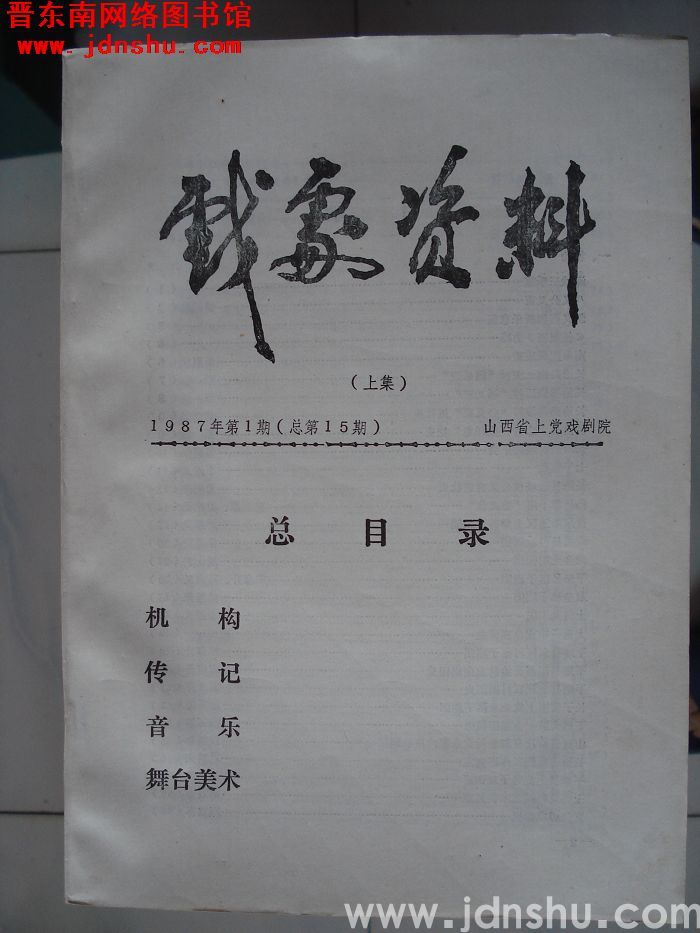 晋东南网络图书馆
www.jdnshu.com
戏剧资料
（上集）
1987年第1期（总第15期） 山西省上党戏剧院
总目录
机构
传记
音乐
舞台美术
www.jdnshu.com